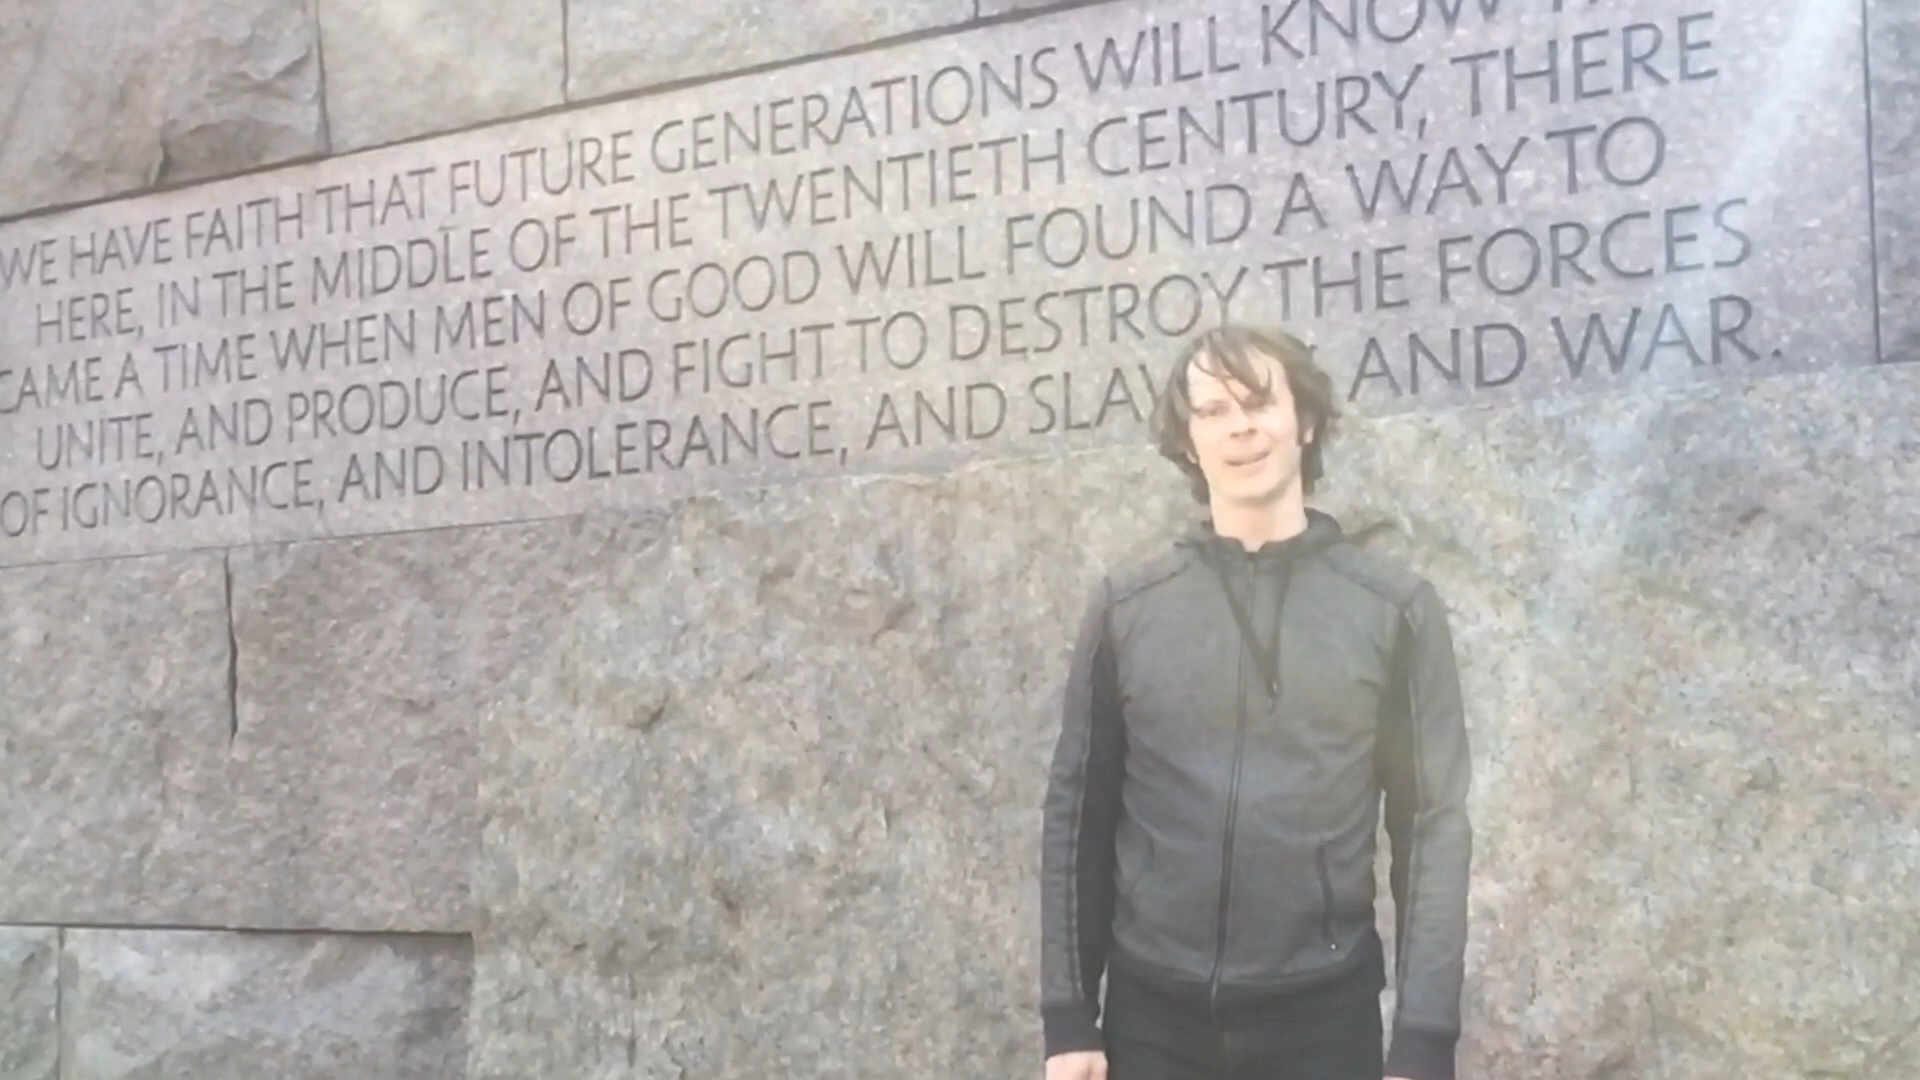 WE HAVE FAITH THAT FUTURE GENERATIONS WILL KNOW
HERE, IN THE MIDDLE OF THE TWENTIETH CENTURY, THERE
CAME A TIME WHEN MEN OF GOOD WILL FOUND A WAY TO
UNITE, AND PRODUCE, AND FIGHT TO DESTROY THE FORCES
OF IGNORANCE, AND INTOLERANCE, AND SLAV AND WAR.